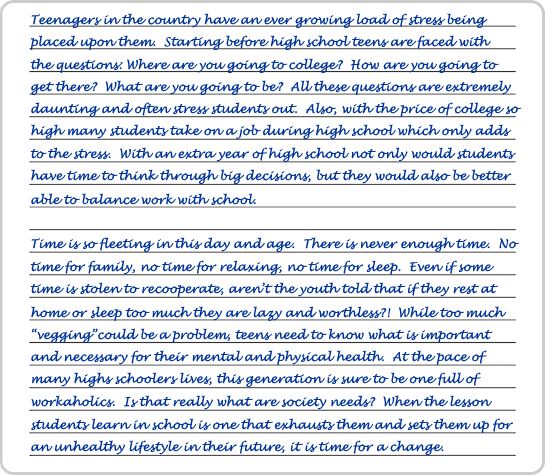 Teenagers in the country have an ever growing load of stress being
placed upon them.  Starting before high school teens are faced with
the questions: Where are you going to college?  How are you going to
get there?  What are you going to be?  All these questions are extremely
daunting and often stress students out.  Also, with the price of college so
high many students take on a job during high school which only adds
to the stress.  With an extra year of high school not only would students
have time to think through big decisions, but they would also be better
able to balance work with school.

Time is so fleeting in this day and age.  There is never enough time.  No
time for family, no time for relaxing, no time for sleep.  Even if some
time is stolen to recooperate, aren't the youth told that if they rest at
home or sleep too much they are lazy and worthless?!  While too much
“vegging”could be a problem, teens need to know what is important
and necessary for their mental and physical health.  At the pace of
many highs schoolers lives, this generation is sure to be one full of
workaholics.  Is that really what are society needs?  When the lesson
students learn in school is one that exhausts them and sets them up for
an unhealthy lifestyle in their future, it is time for a change.